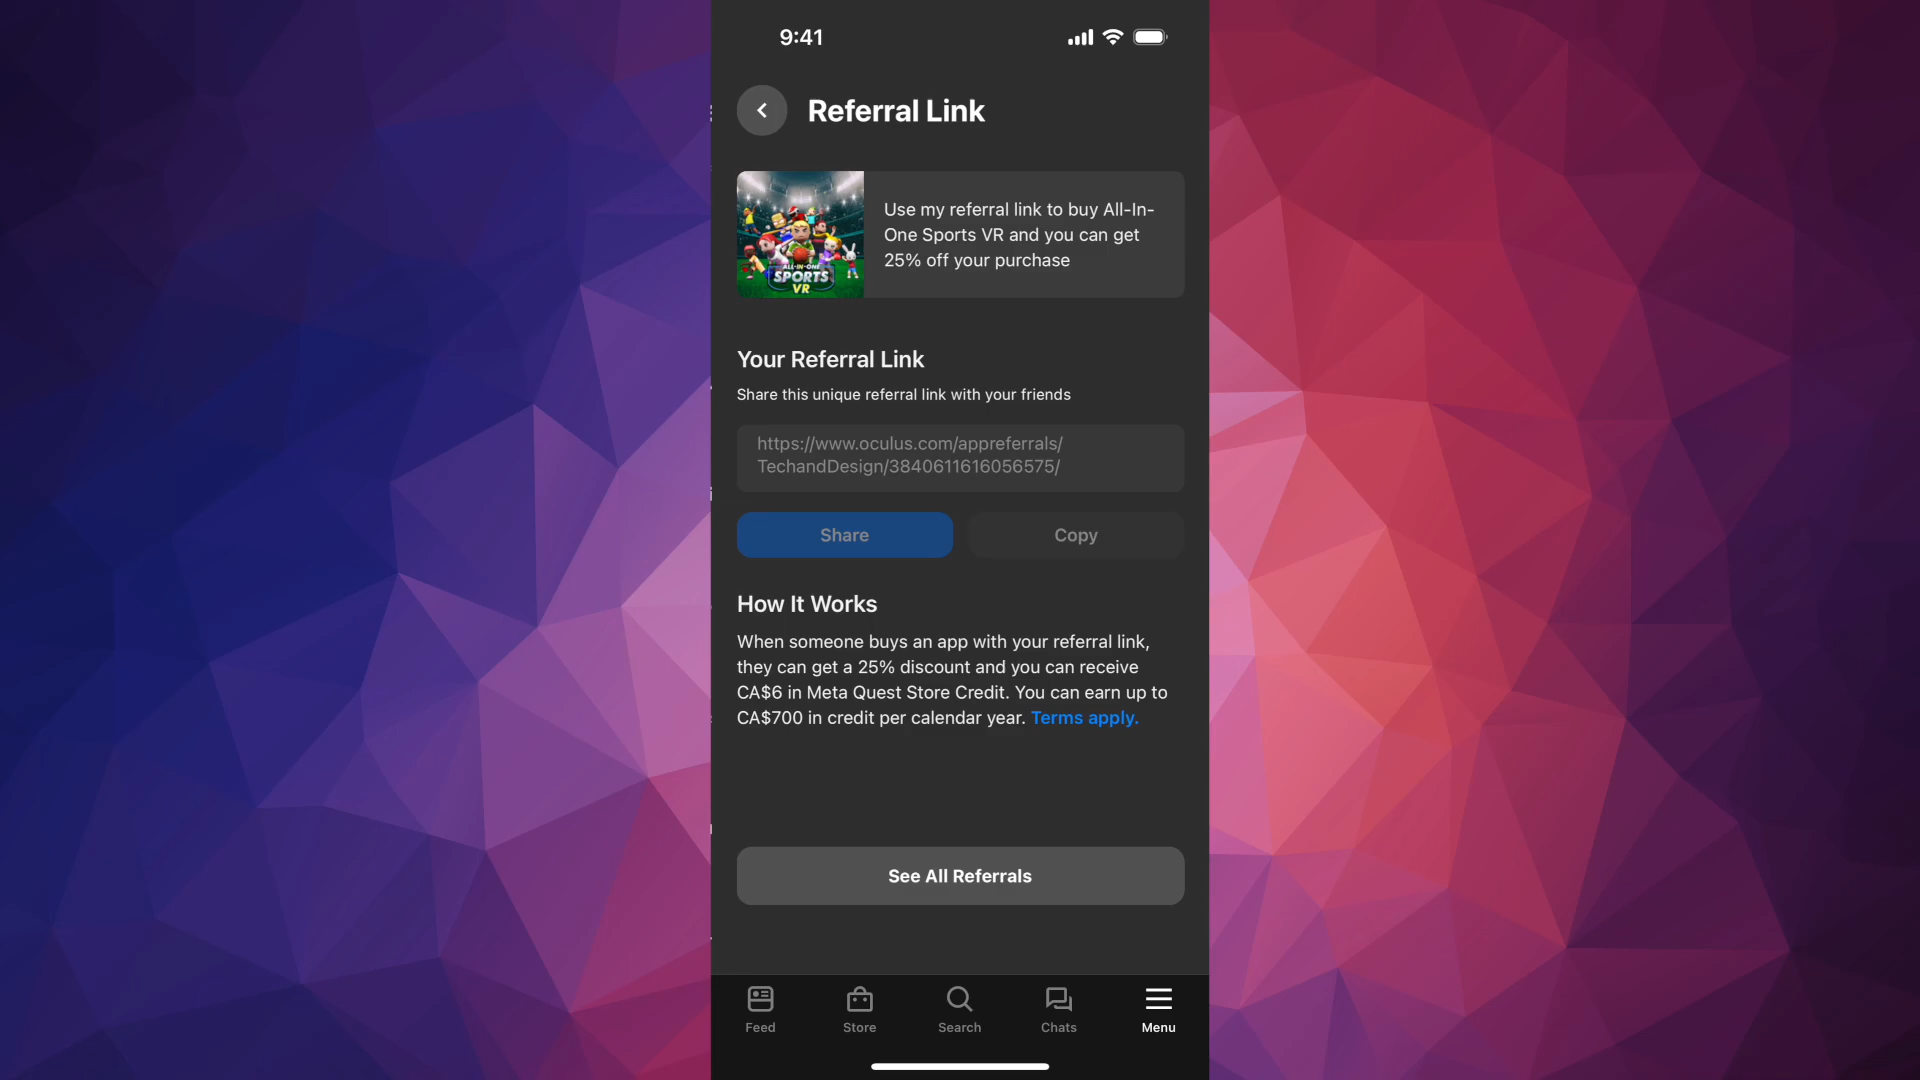 9:41
Referral Link
Use my referral link to buy All-In-
One Sports VR and you can get
25% off your purchase
ALL-IN-ONE
SPORTS
VR
Your Referral Link
Share this unique referral link with your friends
https://www.oculus.com/appreferrals/
TechandDesign/3840611616056575/
Share
Copy
How It Works
When someone buys an app with your referral link,
they can get a 25% discount and you can receive
CA$6 in Meta Quest Store Credit. You can earn up to
CA$700 in credit per calendar year. Terms apply.
See All Referrals
Feed
Store
Search
Chats
Menu